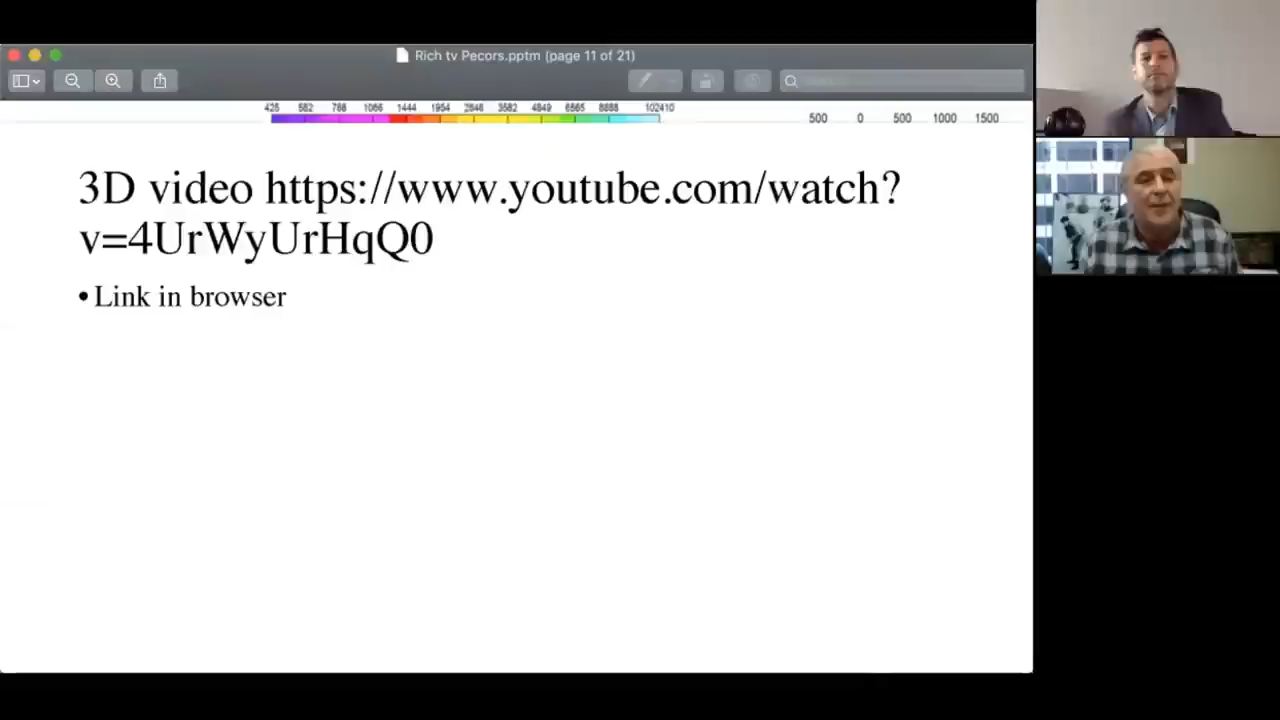 Rich tv Pecors.pptm (page 11 of 21)
425 582 788 1066 1444 1954 2646 3582 4849 6565 8888 102410
500 0 500 1000 1500
3D video https://www.youtube.com/watch?
v=4UrWyUrHqQ0
• Link in browser